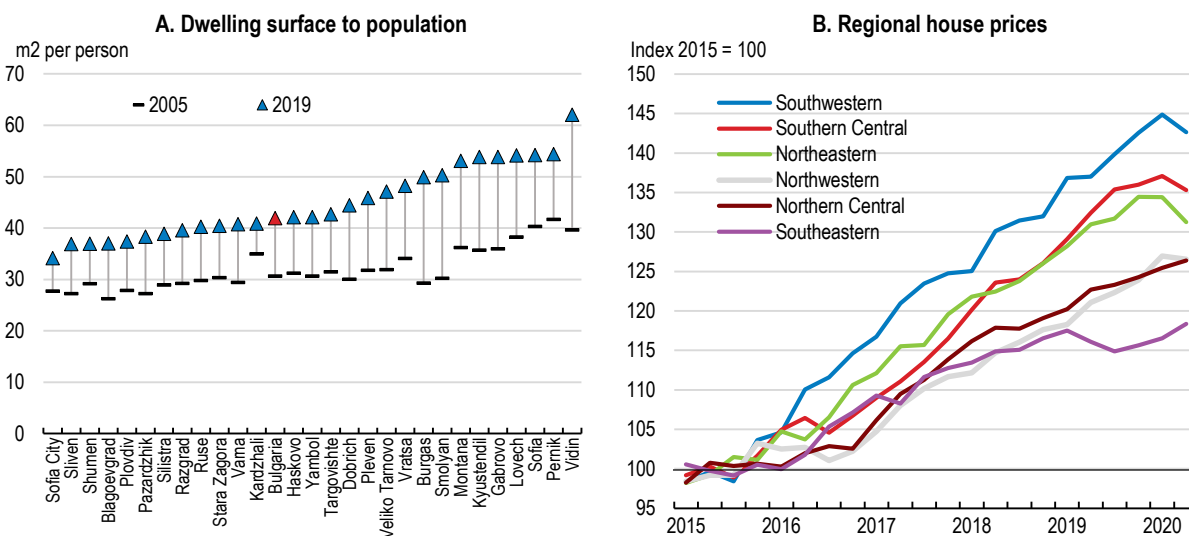 A. Dwelling surface to population
m2 per person
70
60
50
40
30
20
10
0
2005
2019
Sofia City
Sliven
Shumen
Blagoevgrad
Plovdiv
Pazardzhik
Silistra
Razgrad
Ruse
Stara Zagora
Varna
Kardzhali
Bulgaria
Haskovo
Yambol
Targovishte
Dobrich
Pleven
Veliko Tarnovo
Vratsa
Burgas
Smolyan
Montana
Kyustendil
Gabrovo
Lovech
Sofia
Pernik
Vidin
B. Regional house prices
Index 2015 = 100
150
145
140
135
130
125
120
115
110
105
100
95
Southwestern
Southern Central
Northeastern
Northwestern
Northern Central
Southeastern
2015
2016
2017
2018
2019
2020